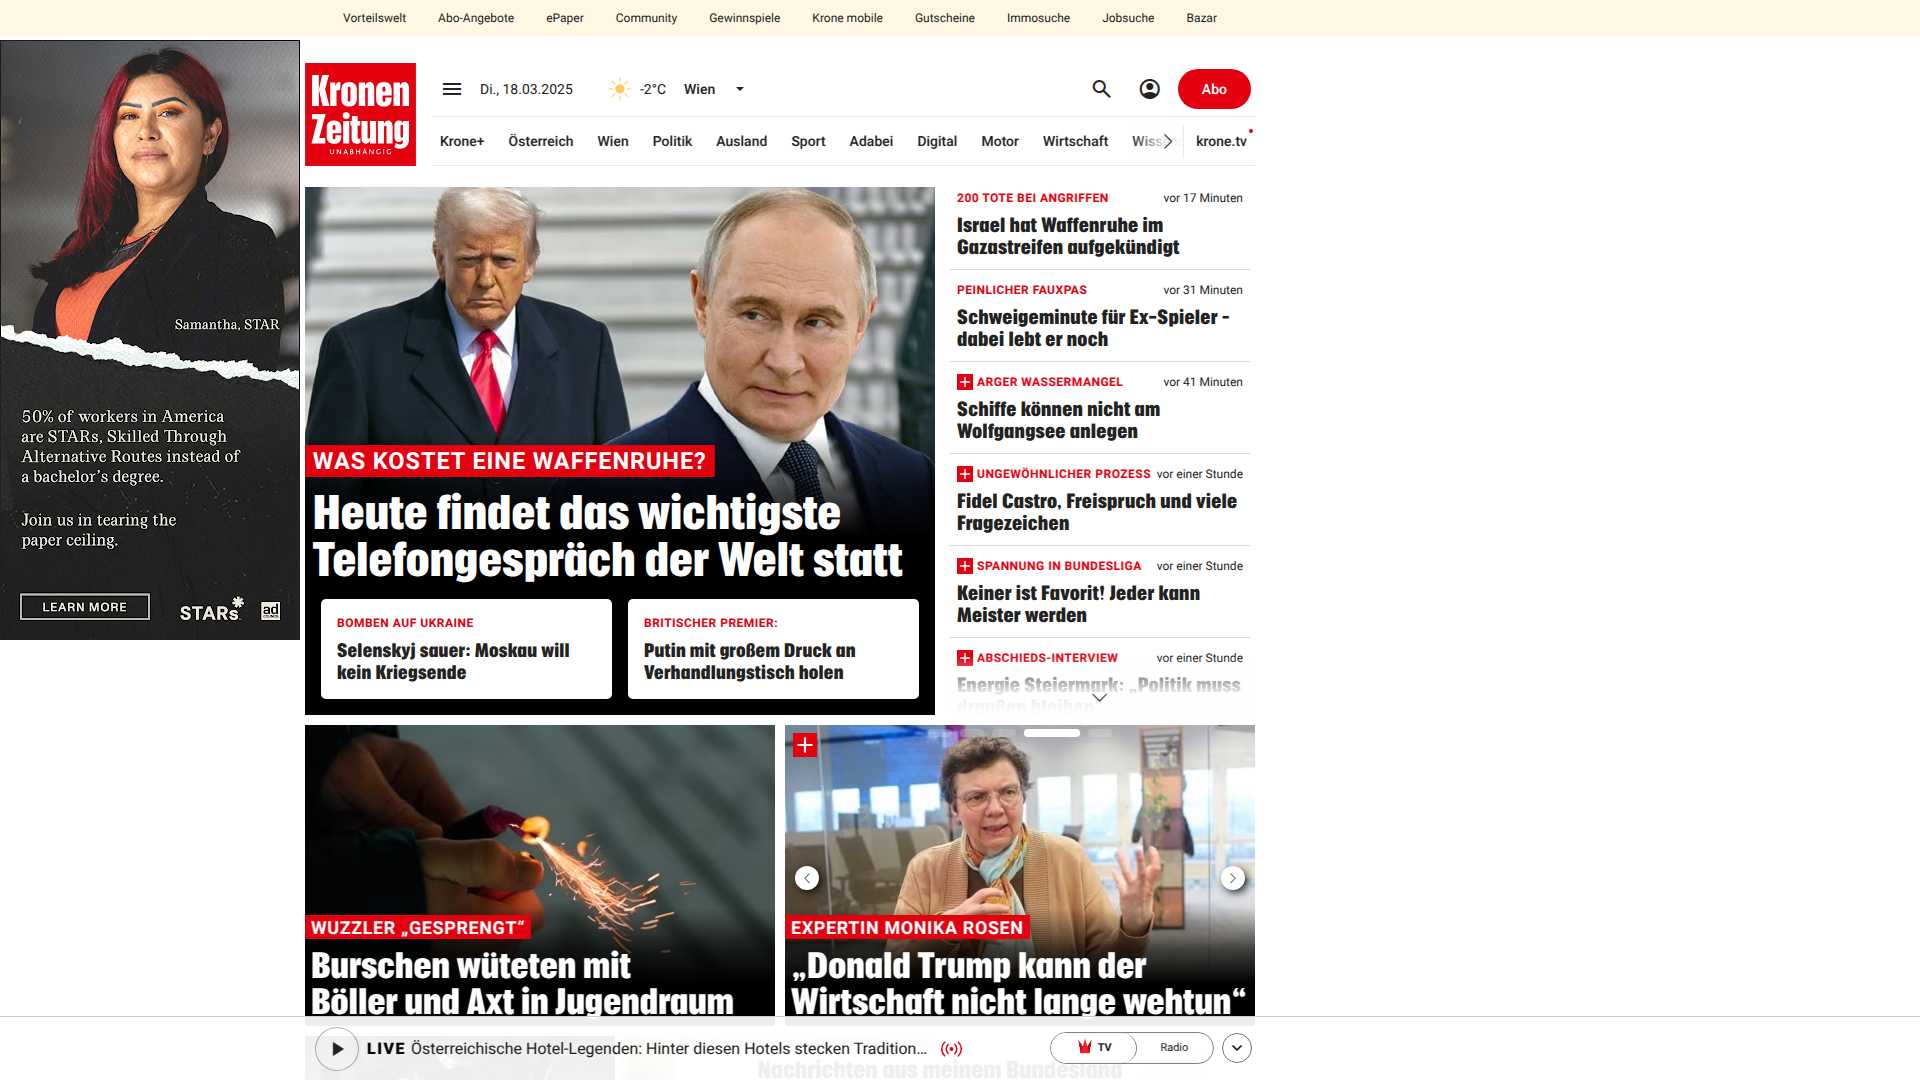 Vorteilswelt Abo-Angebote ePaper Community Gewinnspiele Krone mobile Gutscheine Immosuche Jobsuche Bazar
Kronen
Zeitung
UNABHÄNGIG
Di., 18.03.2025 -2°C Wien
Abo
Krone+ Österreich Wien Politik Ausland Sport Adabei Digital Motor Wirtschaft krone.tv
Samantha, STAR
50% of workers in America
are STARs, Skilled Through
Alternative Routes instead of
a bachelor's degree.
Join us in tearing the
paper ceiling.
LEARN MORE
STARs*
ad
WAS KOSTET EINE WAFFENRUHE?
Heute findet das wichtigste
Telefongespräch der Welt statt
BOMBEN AUF UKRAINE
Selenskyj sauer: Moskau will
kein Kriegsende
BRITISCHER PREMIER:
Putin mit großem Druck an
Verhandlungstisch holen
200 TOTE BEI ANGRIFFEN vor 17 Minuten
Israel hat Waffenruhe im
Gazastreifen aufgekündigt
PEINLICHER FAUXPAS vor 31 Minuten
Schweigeminute für Ex-Spieler -
dabei lebt er noch
ARGER WASSERMANGEL vor 41 Minuten
Schiffe können nicht am
Wolfgangsee anlegen
UNGEWÖHNLICHER PROZESS vor einer Stunde
Fidel Castro, Freispruch und viele
Fragezeichen
SPANNUNG IN BUNDESLIGA vor einer Stunde
Keiner ist Favorit! Jeder kann
Meister werden
ABSCHIEDS-INTERVIEW vor einer Stunde
Energie Steiermark: „Politik muss
draußen bleiben“
WUZZLER „GESPRENGT“
Burschen wüteten mit
Böller und Axt in Jugendraum
EXPERTIN MONIKA ROSEN
„Donald Trump kann der
Wirtschaft nicht lange wehtun“
LIVE Österreichische Hotel-Legenden: Hinter diesen Hotels stecken Tradition...
TV Radio
Nachrichten aus meinem Bundesland